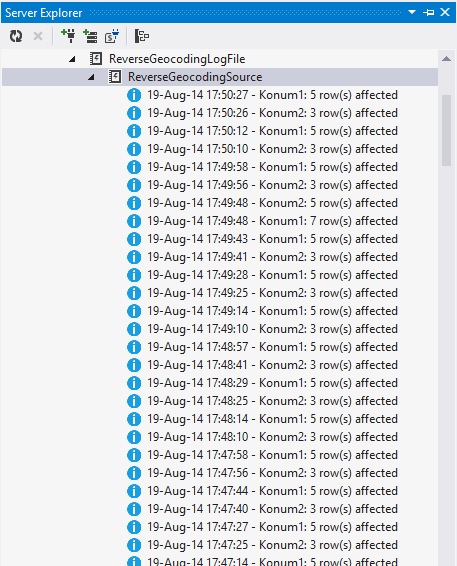 Server Explorer
ReverseGeocodingLogFile
ReverseGeocodingSource
19-Aug-14 17:50:27 - Konum1: 5 row(s) affected
19-Aug-14 17:50:26 - Konum2: 3 row(s) affected
19-Aug-14 17:50:12 - Konum1: 5 row(s) affected
19-Aug-14 17:50:10 - Konum2: 3 row(s) affected
19-Aug-14 17:49:58 - Konum1: 5 row(s) affected
19-Aug-14 17:49:56 - Konum2: 3 row(s) affected
19-Aug-14 17:49:48 - Konum2: 5 row(s) affected
19-Aug-14 17:49:48 - Konum1: 7 row(s) affected
19-Aug-14 17:49:43 - Konum1: 5 row(s) affected
19-Aug-14 17:49:41 - Konum2: 3 row(s) affected
19-Aug-14 17:49:28 - Konum1: 5 row(s) affected
19-Aug-14 17:49:25 - Konum2: 3 row(s) affected
19-Aug-14 17:49:14 - Konum1: 5 row(s) affected
19-Aug-14 17:49:10 - Konum2: 3 row(s) affected
19-Aug-14 17:48:57 - Konum1: 5 row(s) affected
19-Aug-14 17:48:41 - Konum2: 3 row(s) affected
19-Aug-14 17:48:29 - Konum1: 5 row(s) affected
19-Aug-14 17:48:25 - Konum2: 3 row(s) affected
19-Aug-14 17:48:14 - Konum1: 5 row(s) affected
19-Aug-14 17:48:10 - Konum2: 3 row(s) affected
19-Aug-14 17:47:58 - Konum1: 5 row(s) affected
19-Aug-14 17:47:56 - Konum2: 3 row(s) affected
19-Aug-14 17:47:44 - Konum1: 5 row(s) affected
19-Aug-14 17:47:40 - Konum2: 3 row(s) affected
19-Aug-14 17:47:27 - Konum1: 5 row(s) affected
19-Aug-14 17:47:25 - Konum2: 3 row(s) affected
19-Aug-14 17:47:14 - Konum1: 5 row(s) affected